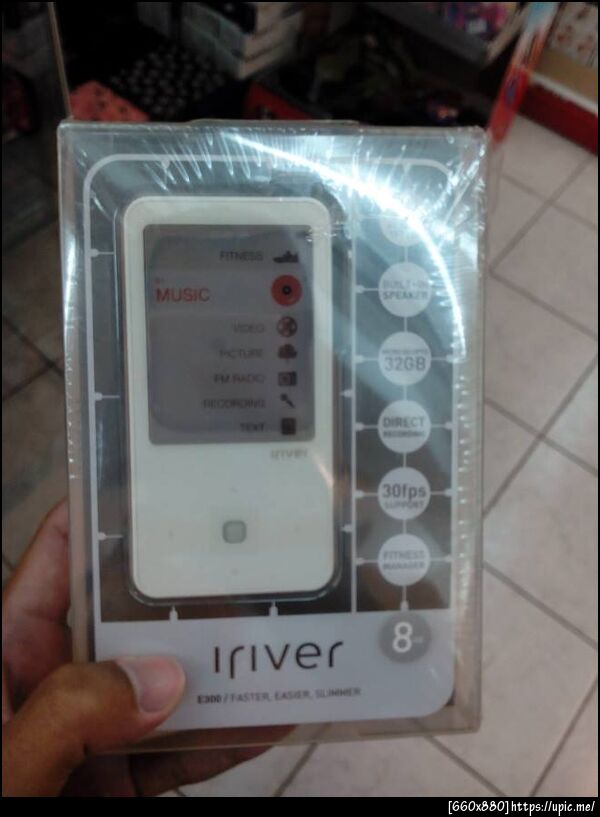 FITNESS
MUSIC
VIDEO
PICTURE
FM RADIO
RECORDING
TEXT
iriver
BUILT-IN
SPEAKER
32GB
DIRECT
RECORDING
30fps
SUPPORT
FITNESS
MANAGER
8
iriver
E300 / FASTER, EASIER, SLIMMER
[660x880]https://upic.me/